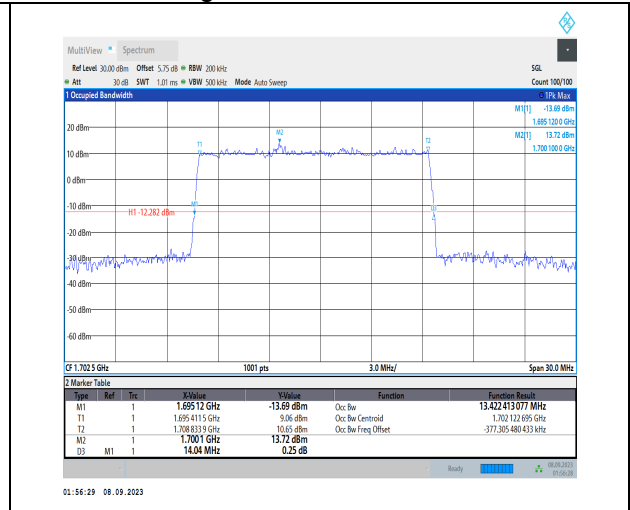 MultiView Spectrum
Ref Level 30.00 dBm Offset 5.75 dB RBW 200 kHz SGL
Att 30 dB SWT 1.01 ms VBW 500 kHz Mode Auto Sweep Count 100/100
1 Occupied Bandwidth 1Pk Max
M1[1] -13.69 dBm
1.695 120 0 GHz
M2[1] 13.72 dBm
1.700 100 0 GHz
20 dBm
M2
T1 T2
10 dBm
0 dBm
-10 dBm
M1
H1 -12.282 dBm
-20 dBm
-30 dBm
-40 dBm
-50 dBm
-60 dBm
CF 1.702 5 GHz 1001 pts 3.0 MHz/ Span 30.0 MHz
2 Marker Table
Type Ref Trc X-Value Y-Value Function Function Result
M1 1 1.695 12 GHz -13.69 dBm Occ Bw 13.422 413 077 MHz
T1 1 1.695 411 5 GHz 9.06 dBm Occ Bw Centroid 1.702 122 695 GHz
T2 1 1.708 833 9 GHz 10.65 dBm Occ Bw Freq Offset -377.305 480 433 kHz
M2 1 1.700 1 GHz 13.72 dBm
D3 M1 1 14.04 MHz 0.25 dB
Ready 08.09.2023
01:56:28
01:56:29 08.09.2023